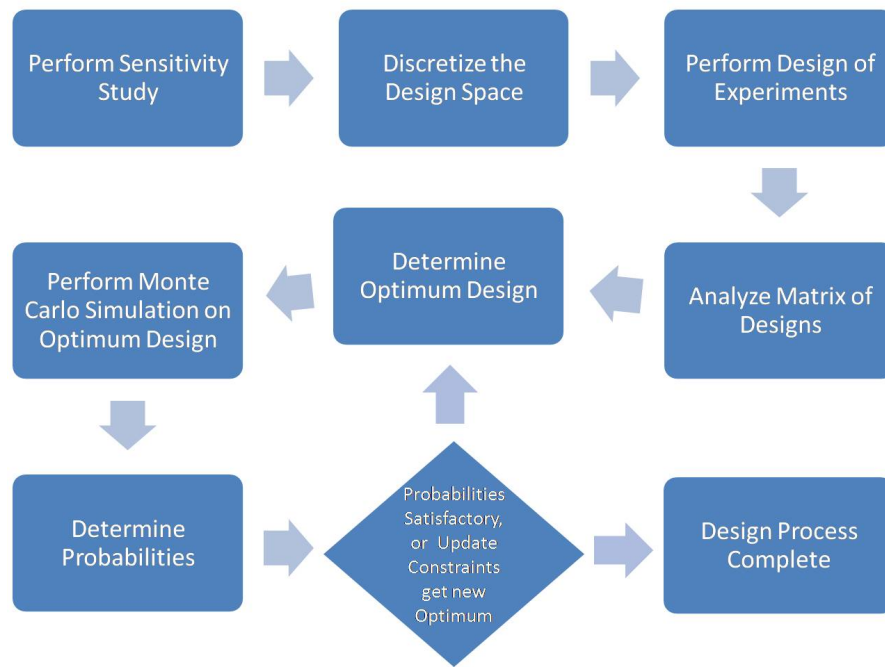 Perform Sensitivity
Study
Discretize the
Design Space
Perform Design of
Experiments
Analyze Matrix of
Designs
Determine
Optimum Design
Perform Monte
Carlo Simulation on
Optimum Design
Determine
Probabilities
Probabilities
Satisfactory,
or Update
Constraints
get new
Optimum
Design Process
Complete